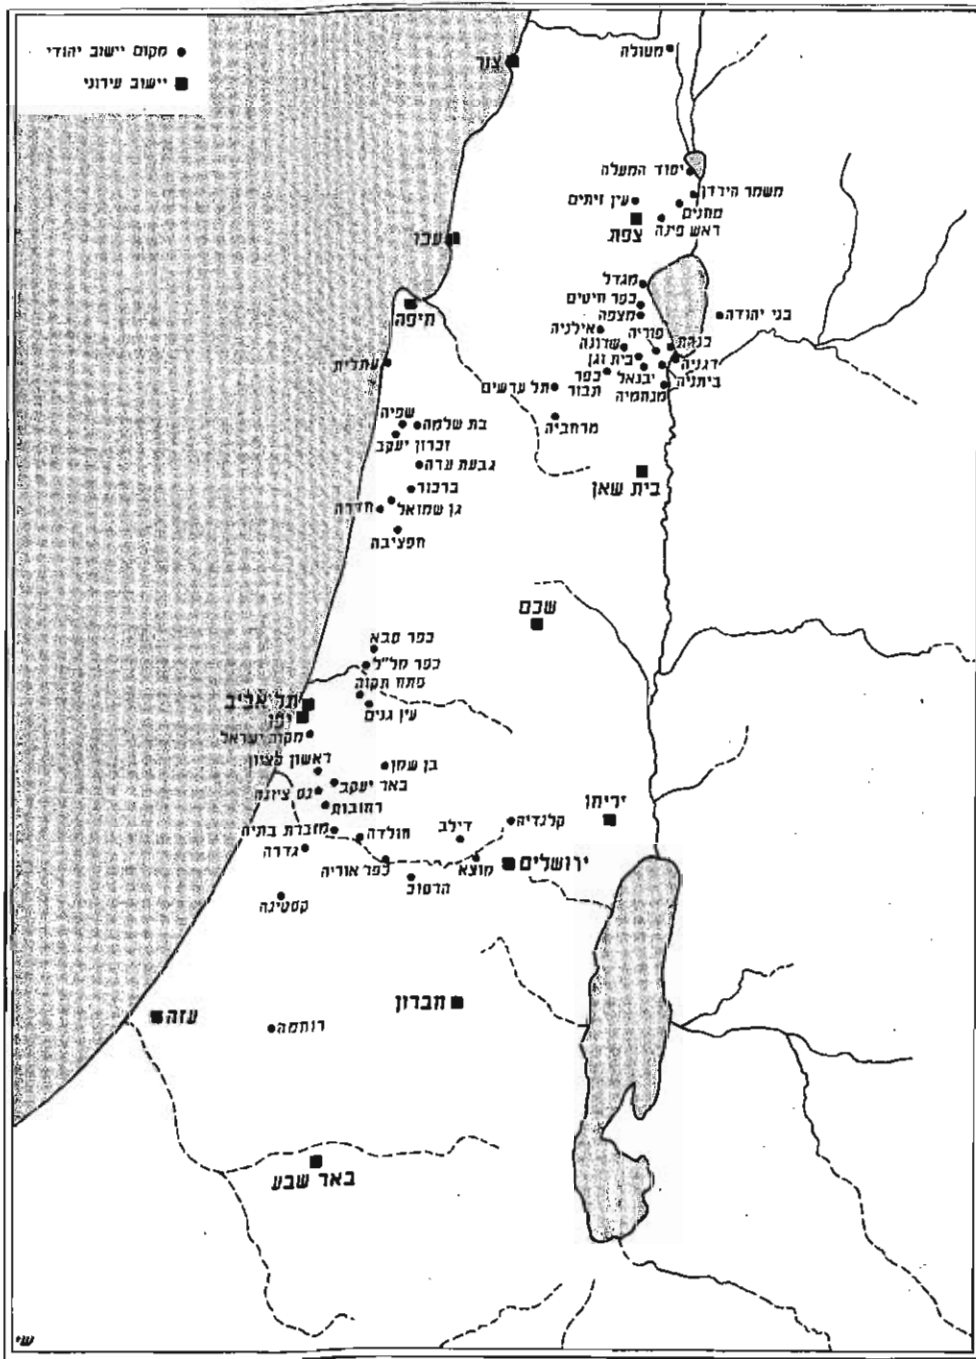 מקום יישוב יהודי
יישוב עירוני
מטולה
צור
יסוד המעלה
משמר הירדן
עין זיתים
מחנים
ראש פינה
צפת
עכו
מגדל
כפר חיטים
מצפה
בני יהודה
חיפה
אילניה
פוריה
כנרת
שרונה
דגניה
בית וגן
עתלית
יבנאל
ביתניה
כפר
תבור
מנחמיה
תל עדשים
שפיה
בת שלמה
מרחביה
זכרון יעקב
גבעת עדה
ברכור
בית שאן
חדרה
גן שמואל
חפציבה
שכם
כפר סבא
כפר מל"ל
פתח תקוה
תל אביב
עין גנים
יפו
מקוה ישראל
ראשון לציון
בן שמן
באר יעקב
נס ציונה
רחובות
יריחו
קלנדיה
מזכרת בתיה
חולדה
דילב
גדרה
כפר אוריה
מוצא
ירושלים
הרטוב
קסטינה
חברון
עזה
רוחמה
באר שבע
שי